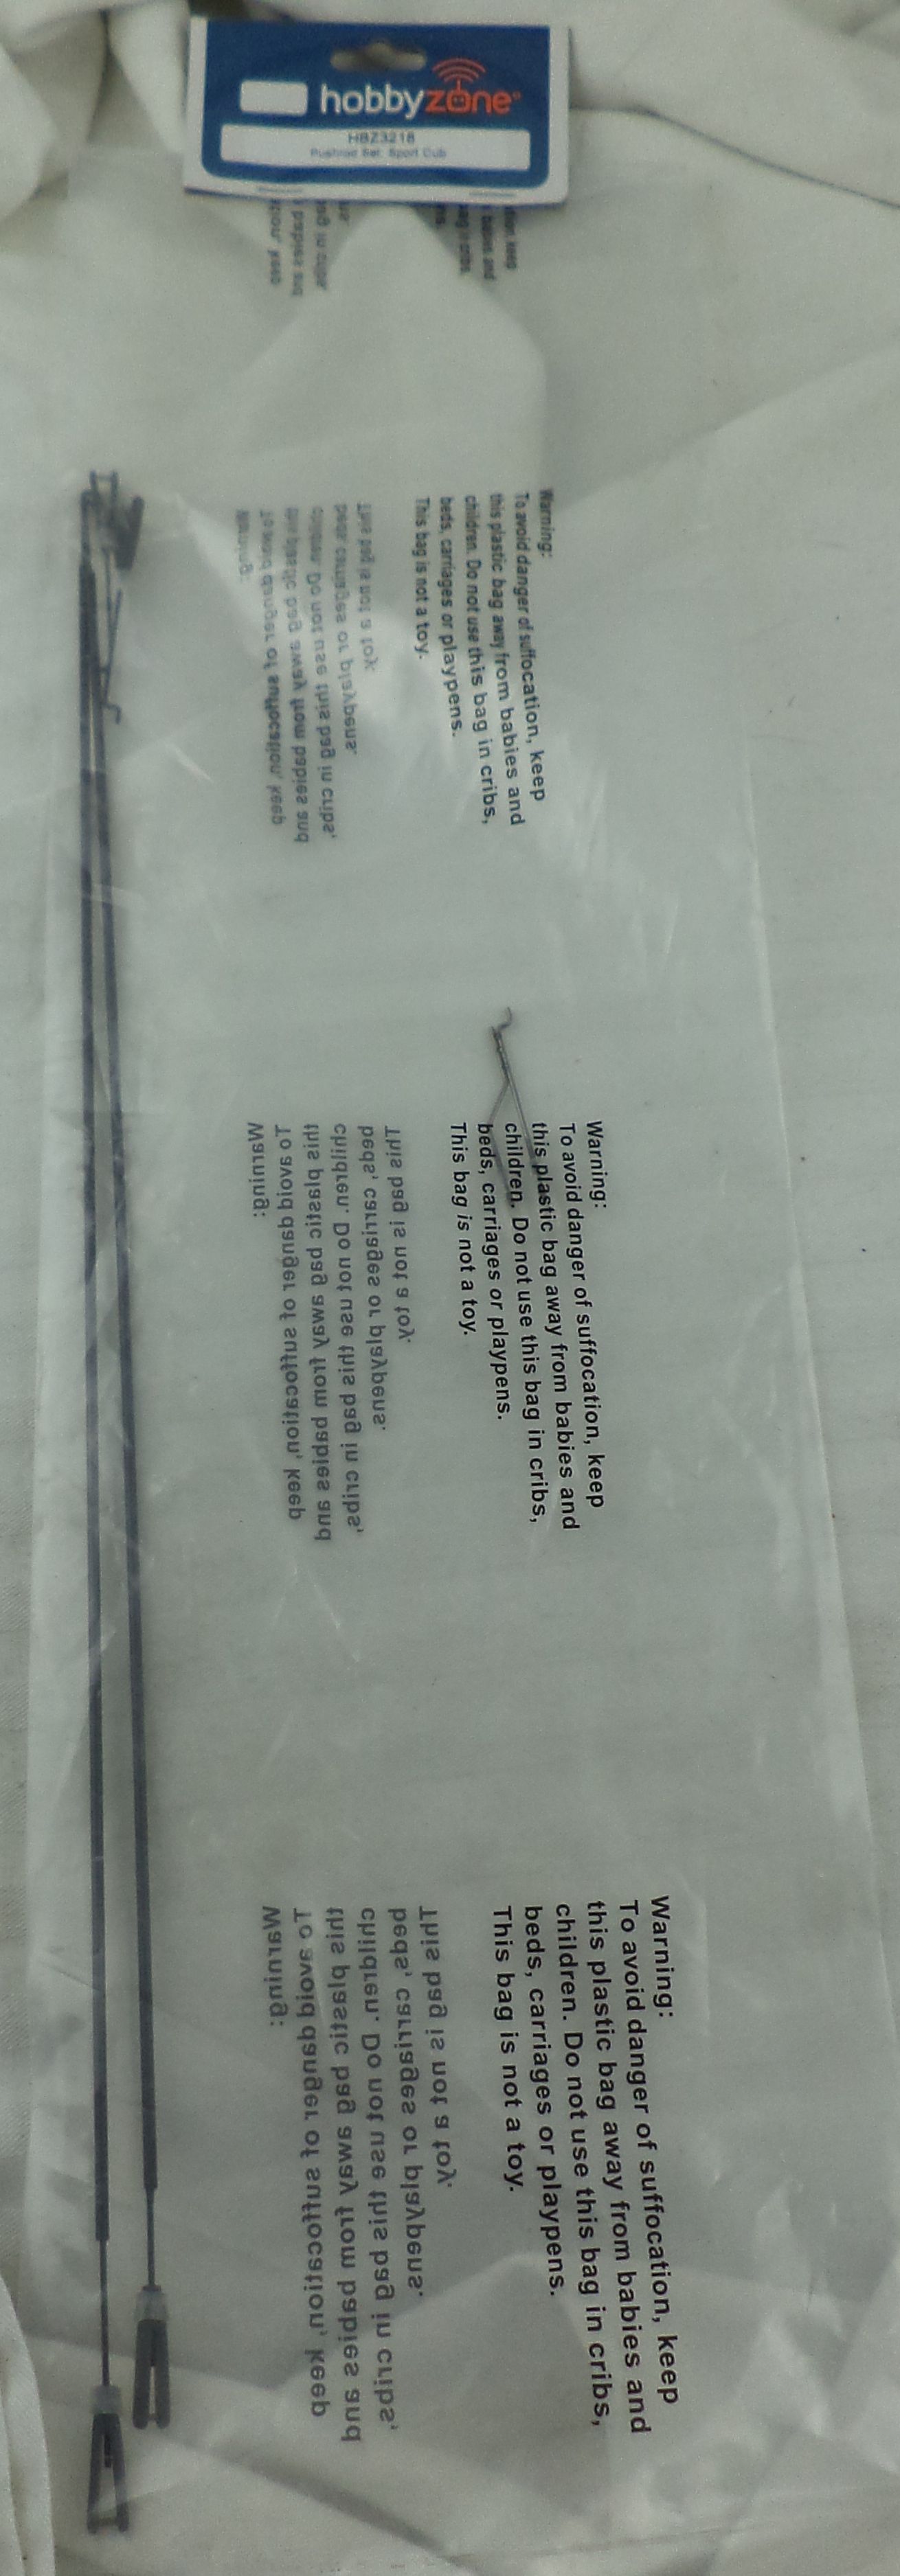 hobbyzone
HBZ3218
Pushrod Set: Sport Cub
Warning:
To avoid danger of suffocation, keep
this plastic bag away from babies and
children. Do not use this bag in cribs,
beds, carriages or playpens.
This bag is not a toy.
Warning:
To avoid danger of suffocation, keep
this plastic bag away from babies and
children. Do not use this bag in cribs,
beds, carriages or playpens.
This bag is not a toy.
Warning:
To avoid danger of suffocation, keep
this plastic bag away from babies and
children. Do not use this bag in cribs,
beds, carriages or playpens.
This bag is not a toy.